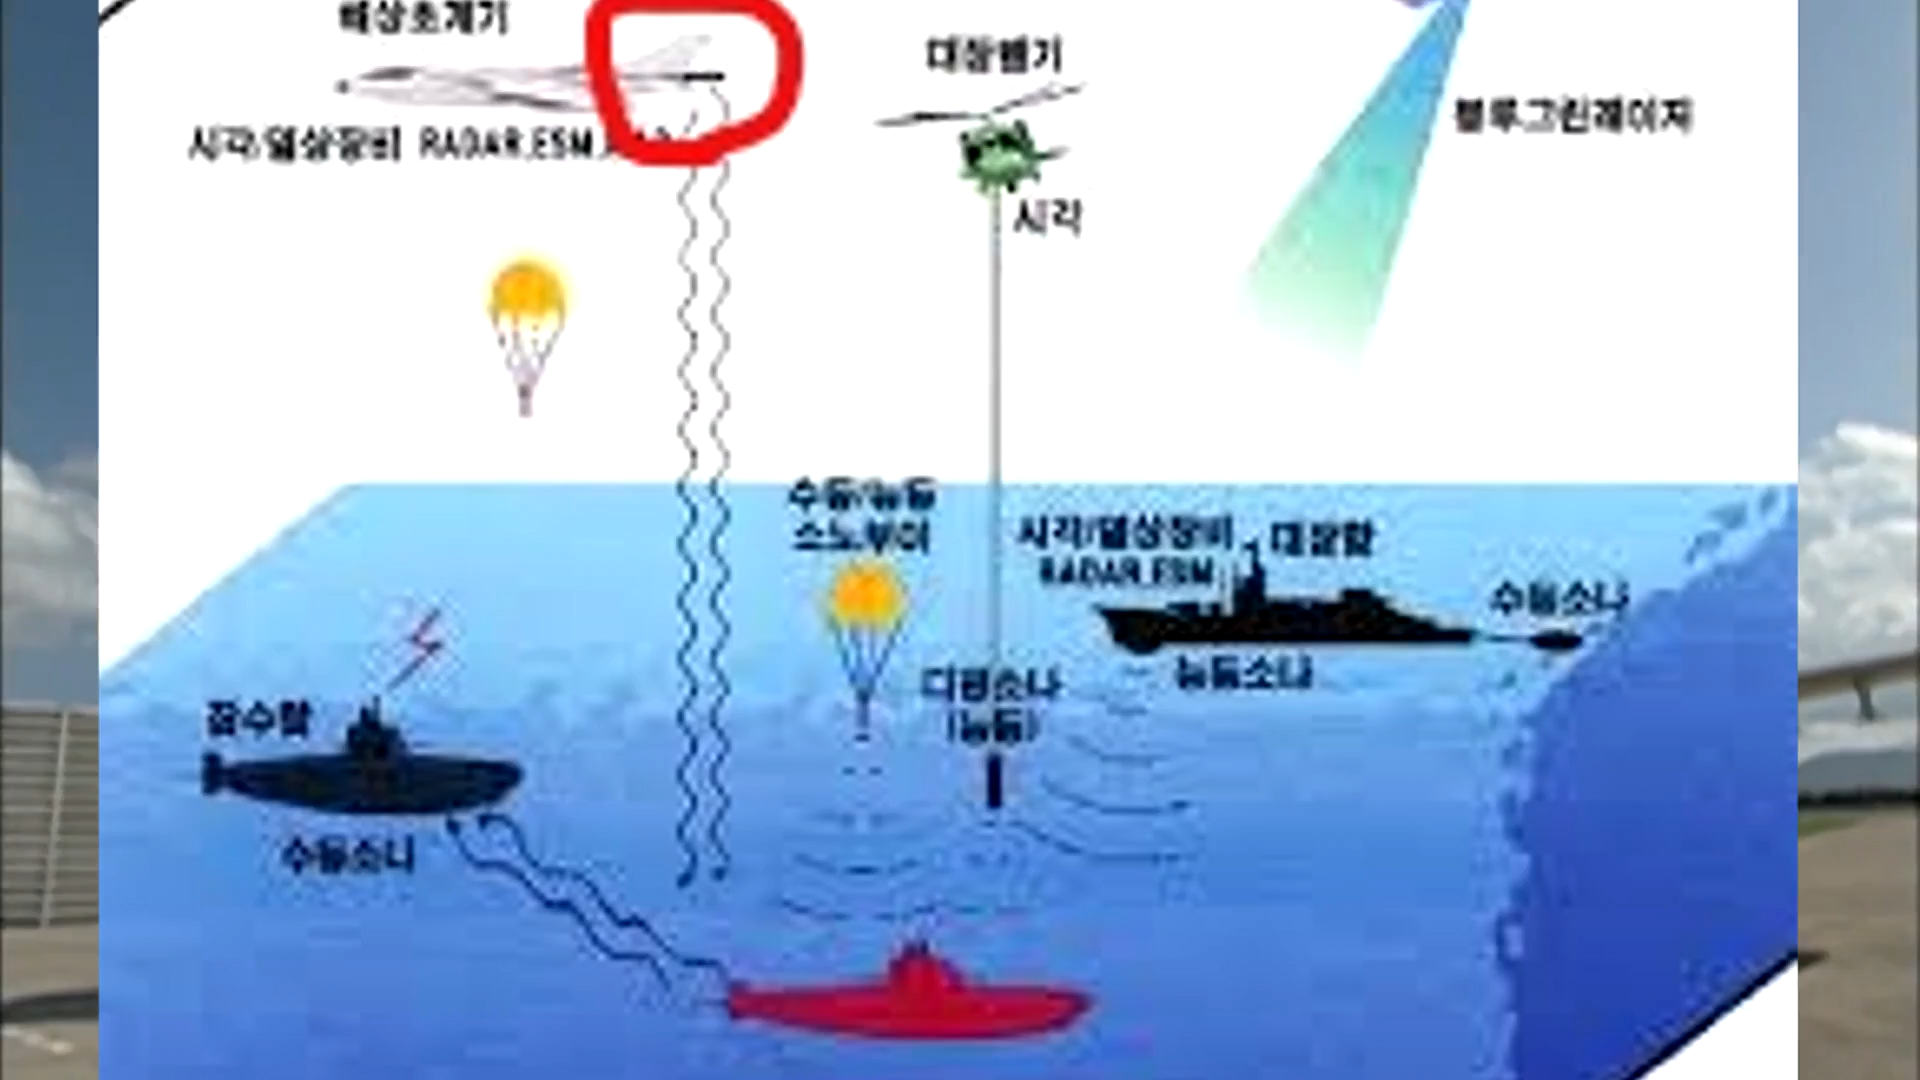 해상초계기
시각/열상장비 RADAR.ESM.
대잠헬기
시각
블루그린레이저
수동/능동
소노부이
시각/열상장비
RADAR.ESM
대잠함
수동소나
능동소나
디핑소나
(능동)
잠수함
수동소나